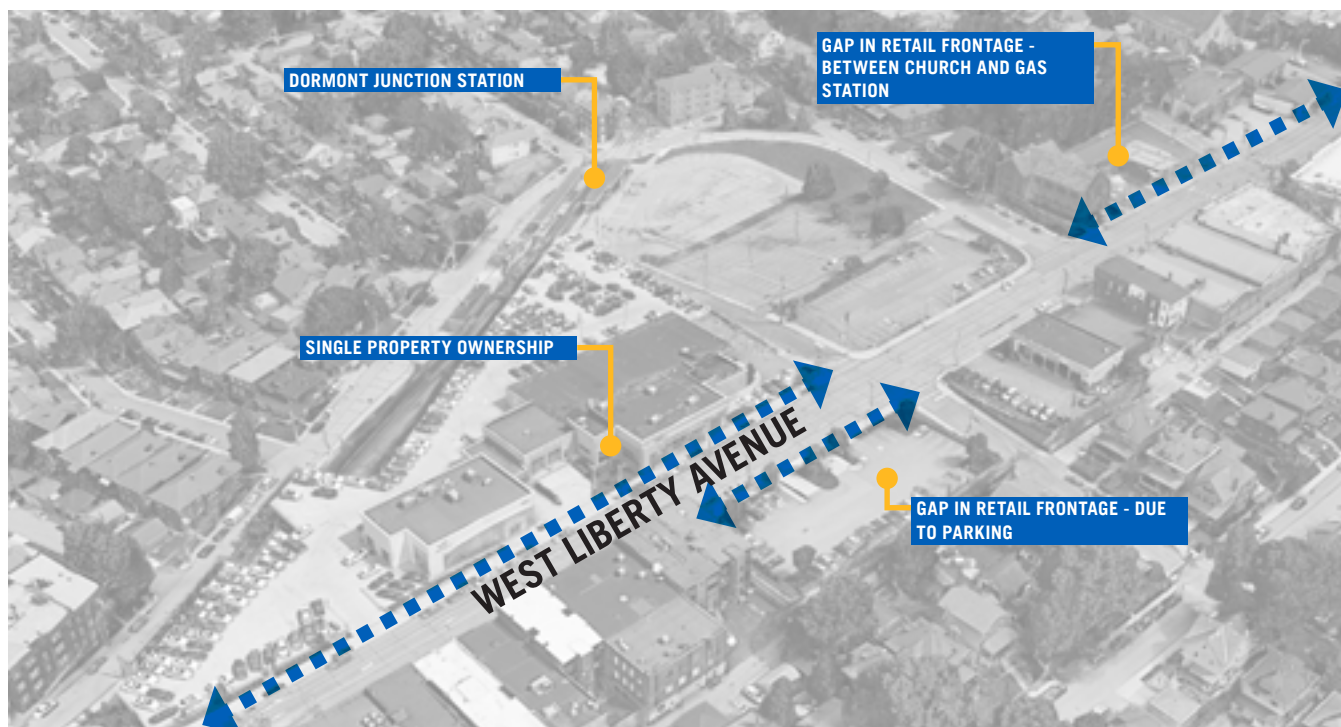 GAP IN RETAIL FRONTAGE -
BETWEEN CHURCH AND GAS
STATION
DORMONT JUNCTION STATION
SINGLE PROPERTY OWNERSHIP
WEST LIBERTY AVENUE
GAP IN RETAIL FRONTAGE - DUE
TO PARKING